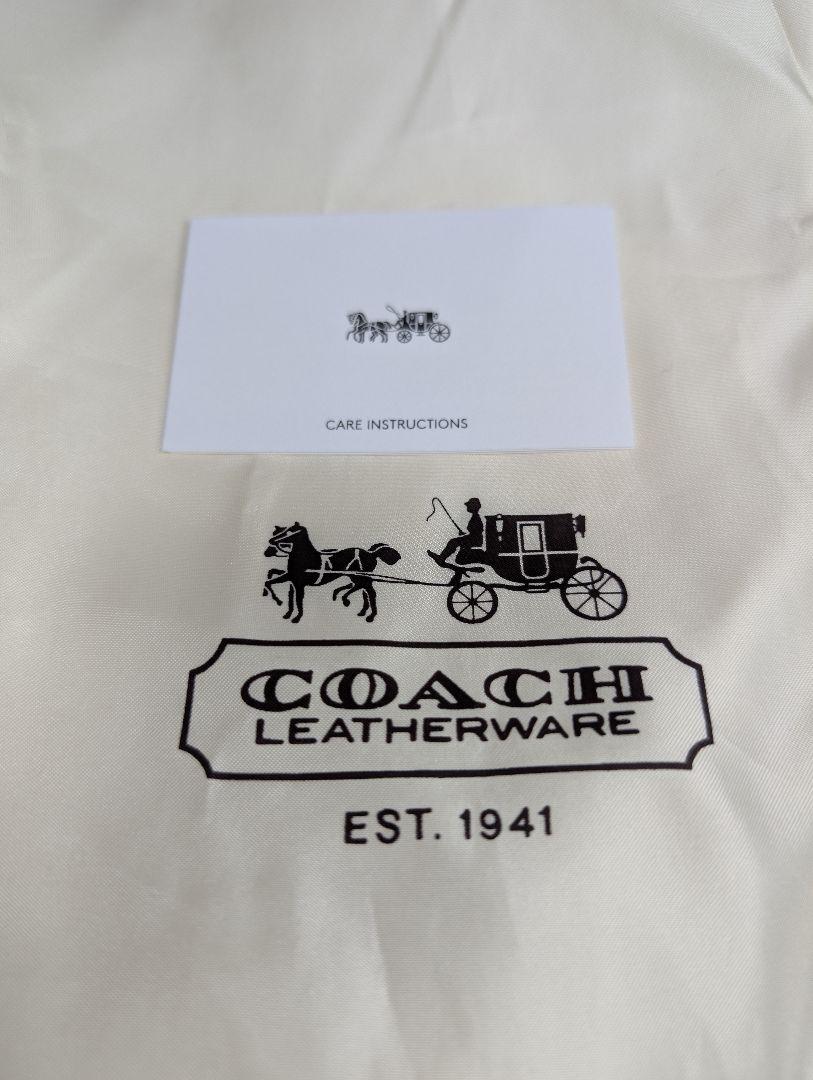 CARE INSTRUCTIONS
COACH
LEATHERWARE
EST. 1941